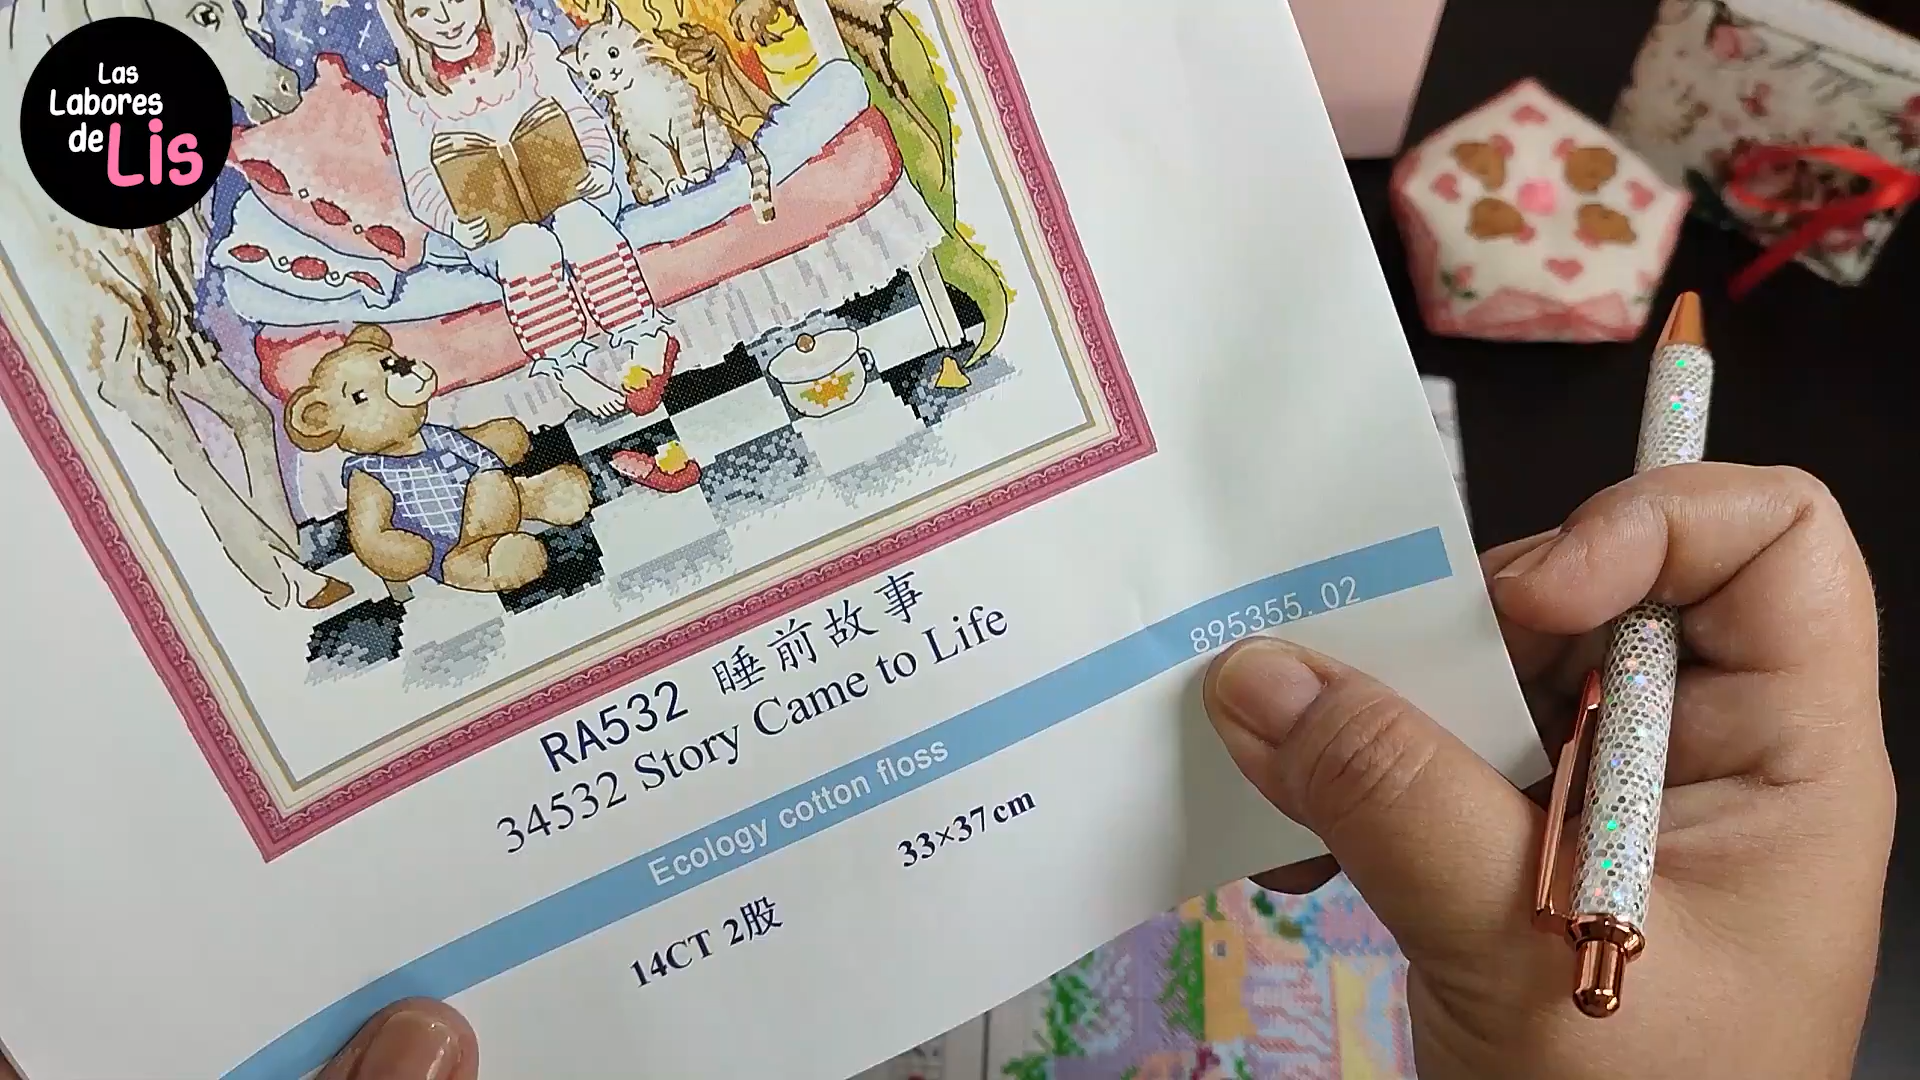 Las
Labores
de Lis
RA532 睡前故事
34532 Story Came to Life
Ecology cotton floss
895355.02
14CT 2股
33×37cm